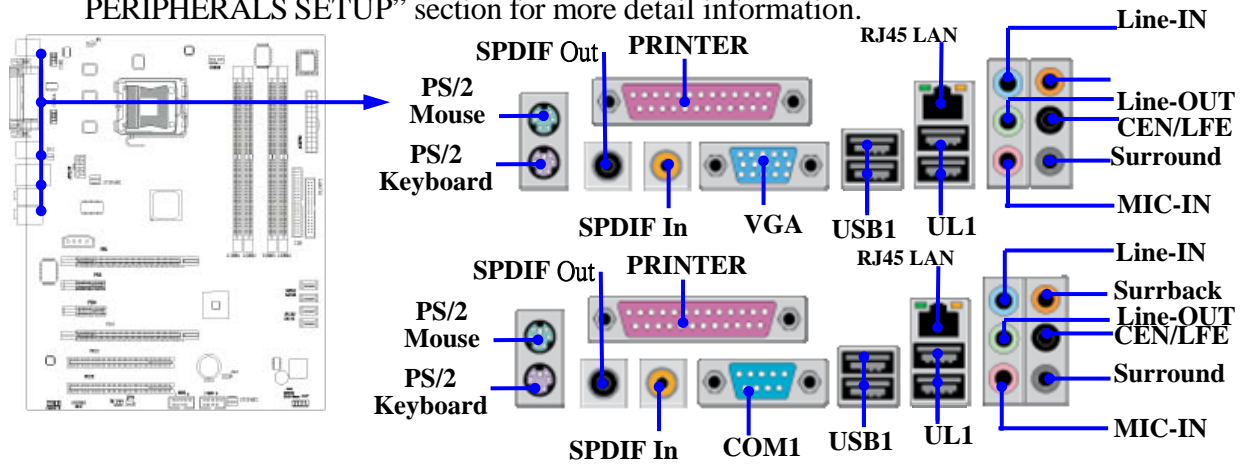 PERIPHERALS SETUP” section for more detail information.
Line-IN
SPDIF Out
PRINTER
RJ45 LAN
PS/2
Mouse
Line-OUT
CEN/LFE
PS/2
Keyboard
Surround
MIC-IN
SPDIF In
VGA
USB1
UL1
Line-IN
SPDIF Out
PRINTER
RJ45 LAN
Surrback
PS/2
Mouse
Line-OUT
CEN/LFE
PS/2
Keyboard
Surround
MIC-IN
SPDIF In
COM1
USB1
UL1